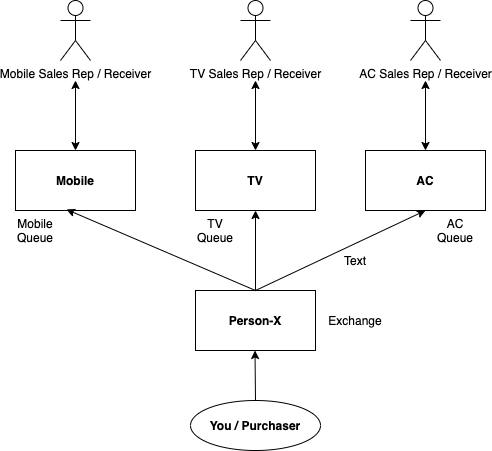 Mobile Sales Rep / Receiver
TV Sales Rep / Receiver
AC Sales Rep / Receiver
Mobile
TV
AC
Mobile
Queue
TV
Queue
AC
Queue
Text
Person-X
Exchange
You / Purchaser